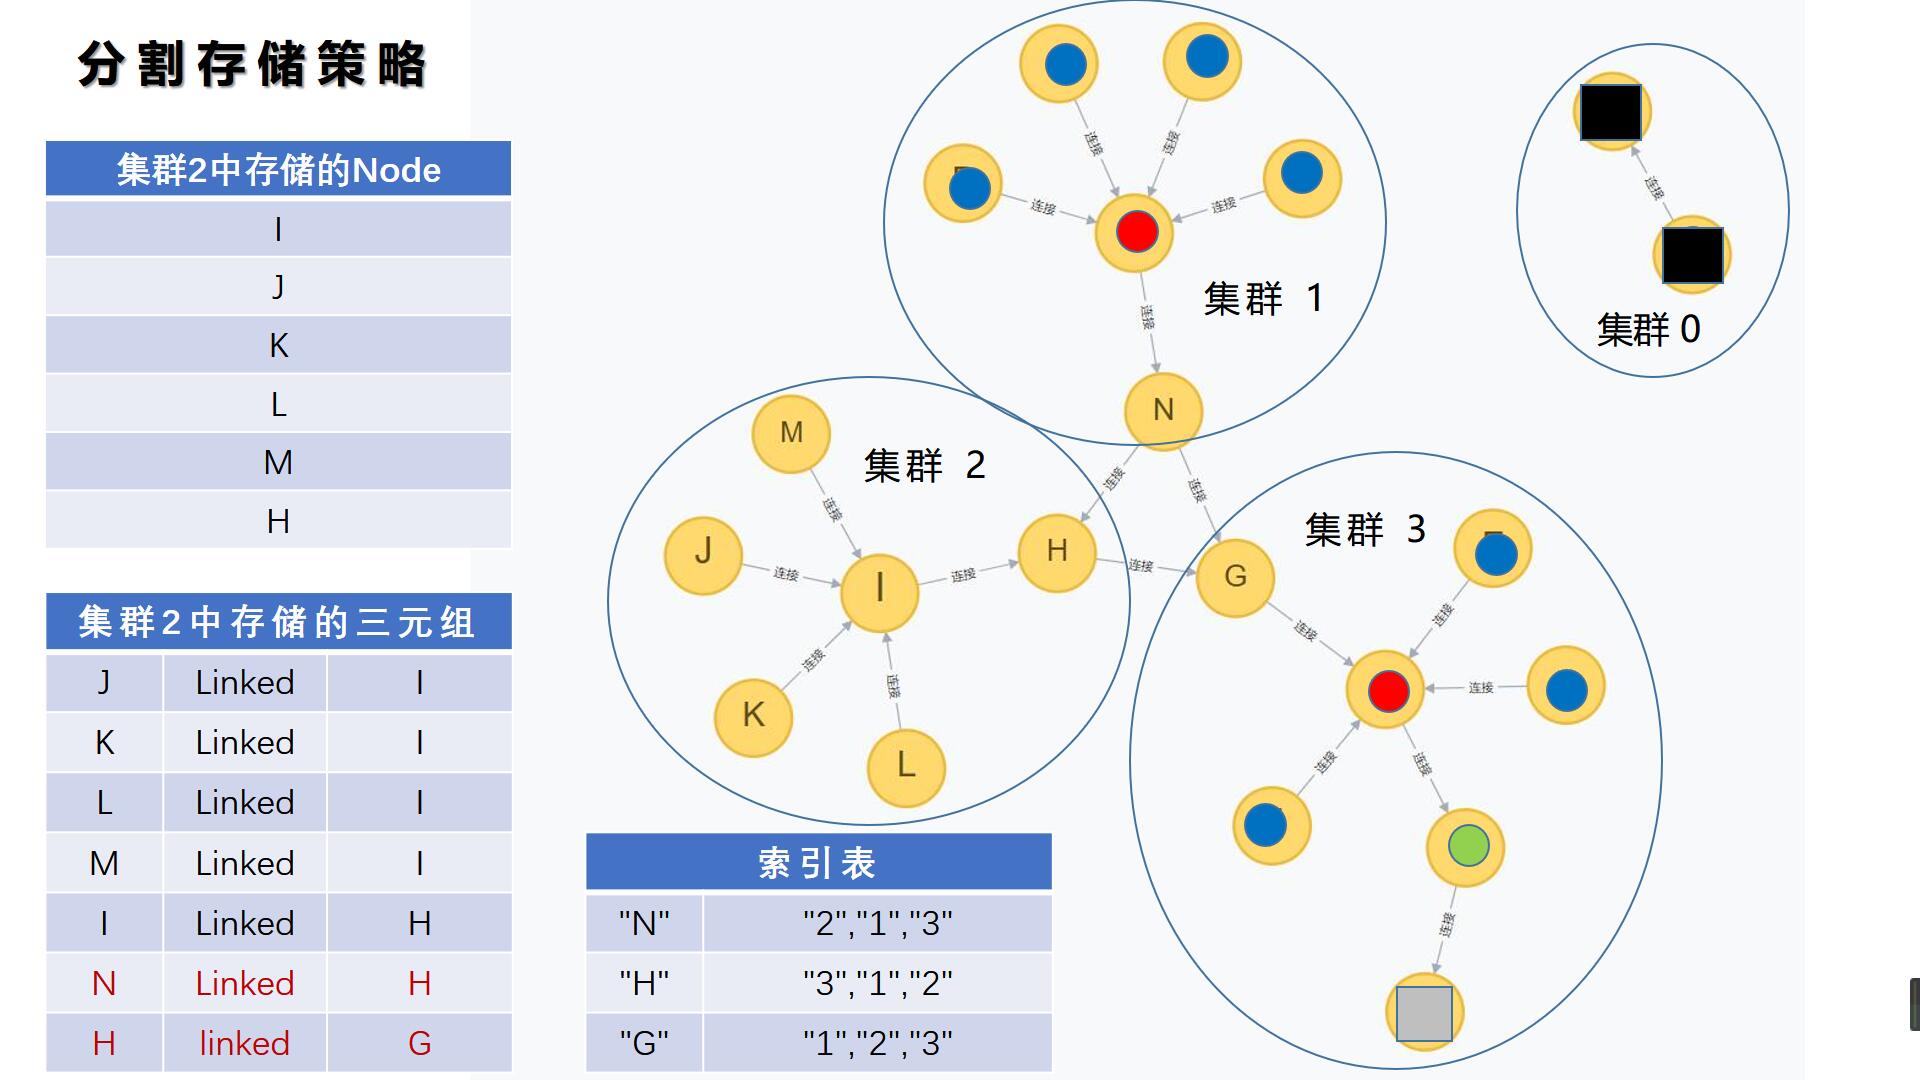 分割存储策略
集群2中存储的Node
I
J
K
L
M
H
集群2中存储的三元组
J Linked I
K Linked I
L Linked I
M Linked I
I Linked H
N Linked H
H linked G
连接
连接
连接
连接
连接
集群 1
N
集群 0
连接
M
集群 2
J
I
H
K
L
连接
连接
连接
连接
连接
连接
连接
连接
集群 3
G
连接
连接
连接
连接
连接
连接
索引表
"N" "2","1","3"
"H" "3","1","2"
"G" "1","2","3"